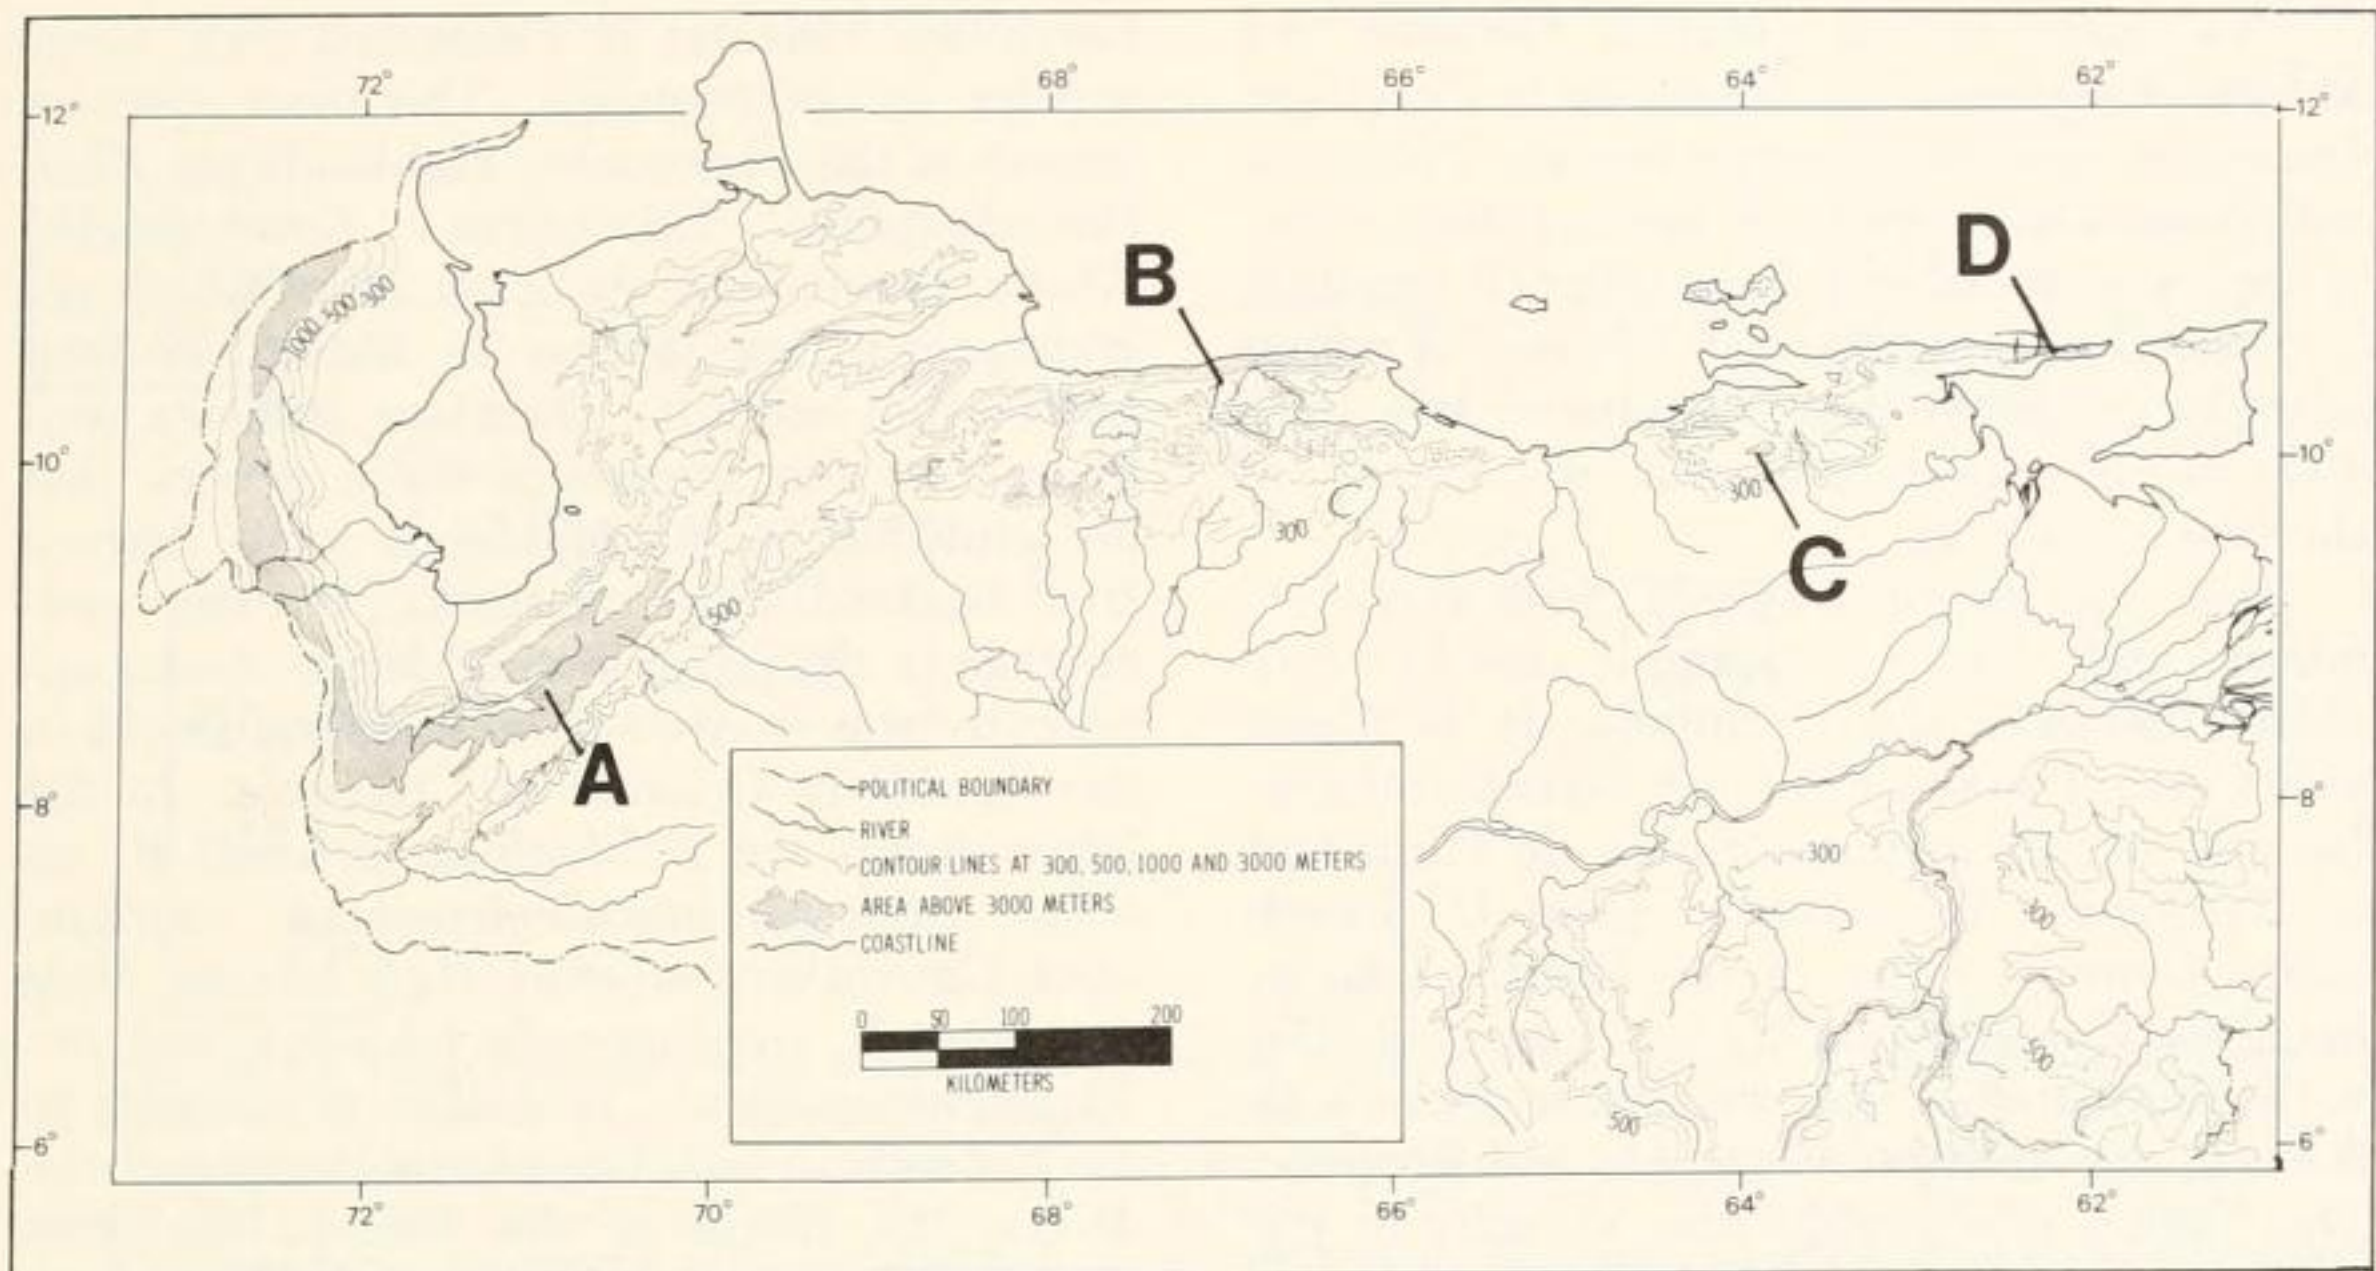 72°
68°
66°
64°
62°
12°
12°
D
B
300
500
1000
10°
10°
300
300
C
500
A
8°
8°
POLITICAL BOUNDARY
RIVER
CONTOUR LINES AT 300, 500, 1000 AND 3000 METERS
AREA ABOVE 3000 METERS
COASTLINE
300
300
0 50 100 200
KILOMETERS
500
500
6°
6°
72°
70°
68°
66°
64°
62°